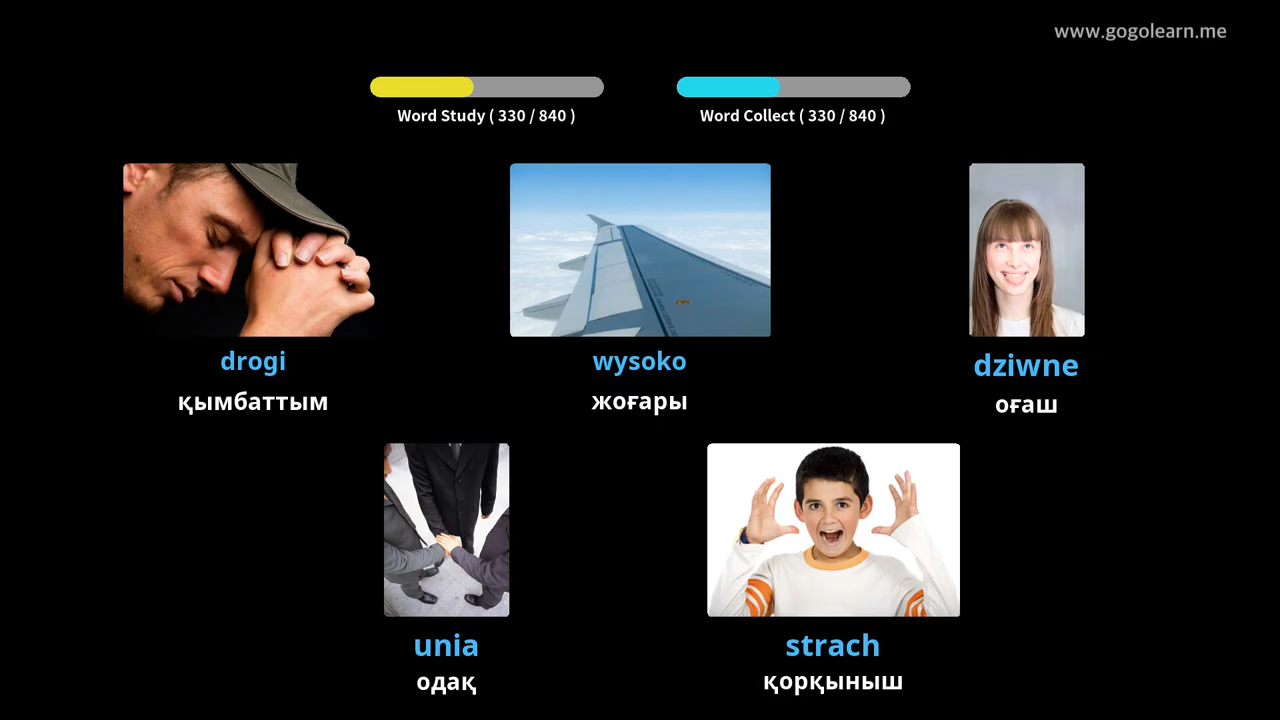 www.gogolearn.me
Word Study ( 330 / 840 )
Word Collect ( 330 / 840 )
drogi
қымбаттым
wysoko
жоғары
dziwne
оғаш
unia
одақ
strach
қорқыныш